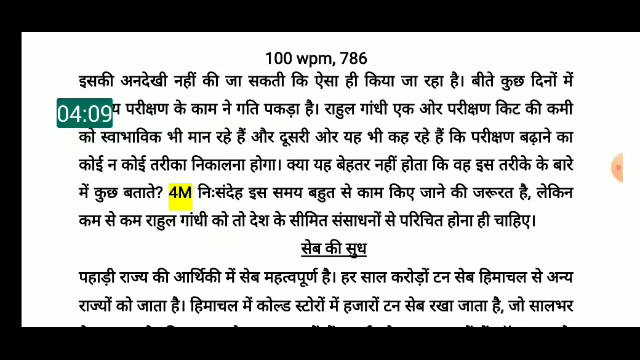 100 wpm, 786
इसकी अनदेखी नहीं की जा सकती कि ऐसा ही किया जा रहा है। बीते कुछ दिनों में
04:09 परीक्षण के काम ने गति पकड़ा है। राहुल गांधी एक ओर परीक्षण किट की कमी
को स्वाभाविक भी मान रहे हैं और दूसरी ओर यह भी कह रहे हैं कि परीक्षण बढ़ाने का
कोई न कोई तरीका निकालना होगा। क्या यह बेहतर नहीं होता कि वह इस तरीके के बारे
में कुछ बताते? 4M निःसंदेह इस समय बहुत से काम किए जाने की जरूरत है, लेकिन
कम से कम राहुल गांधी को तो देश के सीमित संसाधनों से परिचित होना ही चाहिए।
सेब की सुध
पहाड़ी राज्य की आर्थिकी में सेब महत्वपूर्ण है। हर साल करोड़ों टन सेब हिमाचल से अन्य
राज्यों को जाता है। हिमाचल में कोल्ड स्टोरों में हजारों टन सेब रखा जाता है, जो सालभर